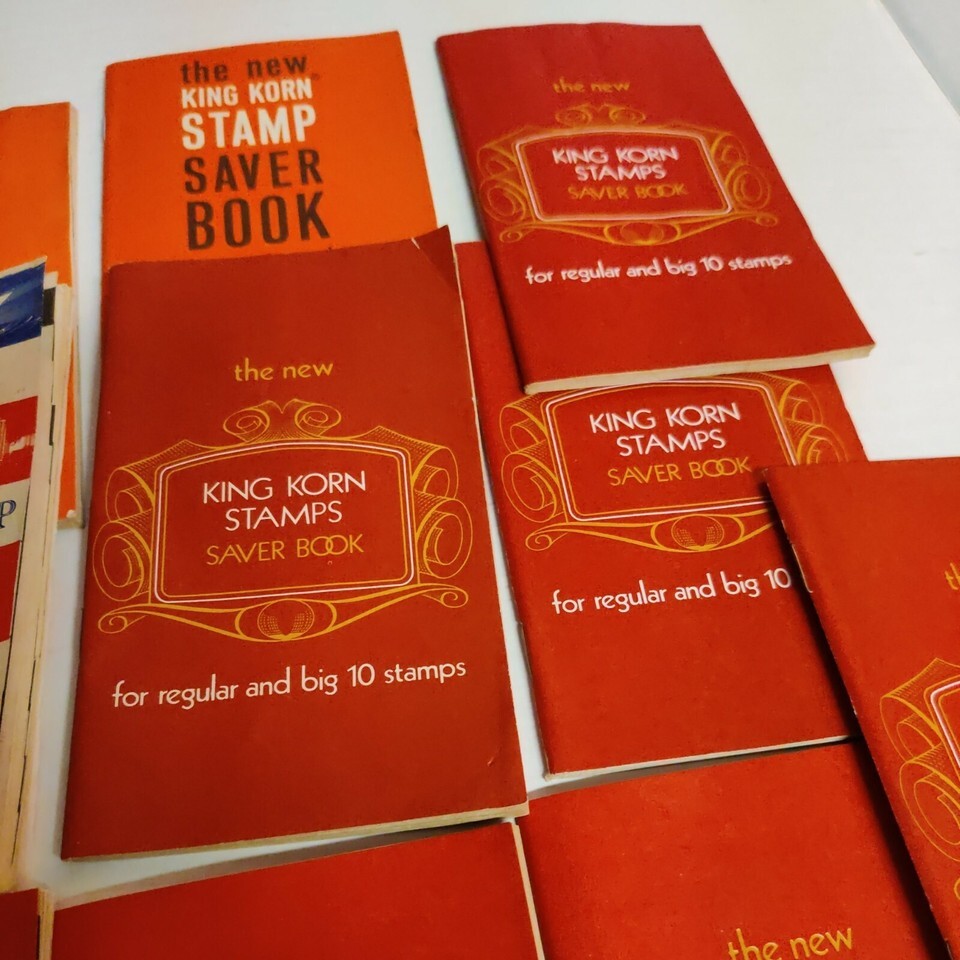 the new
KING KORN
STAMP
SAVER
BOOK
the new
KING KORN
STAMPS
SAVER BOOK
for regular and big 10 stamps
the new
KING KORN
STAMPS
SAVER BOOK
for regular and big 10 stamps
KING KORN
STAMPS
SAVER BOOK
for regular and big 10
P
the new